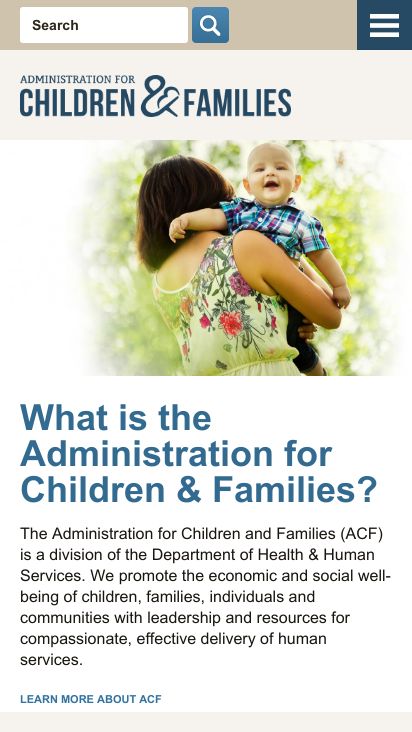 Search
ADMINISTRATION FOR
CHILDREN & FAMILIES
What is the
Administration for
Children & Families?
The Administration for Children and Families (ACF)
is a division of the Department of Health & Human
Services. We promote the economic and social well-
being of children, families, individuals and
communities with leadership and resources for
compassionate, effective delivery of human
services.
LEARN MORE ABOUT ACF